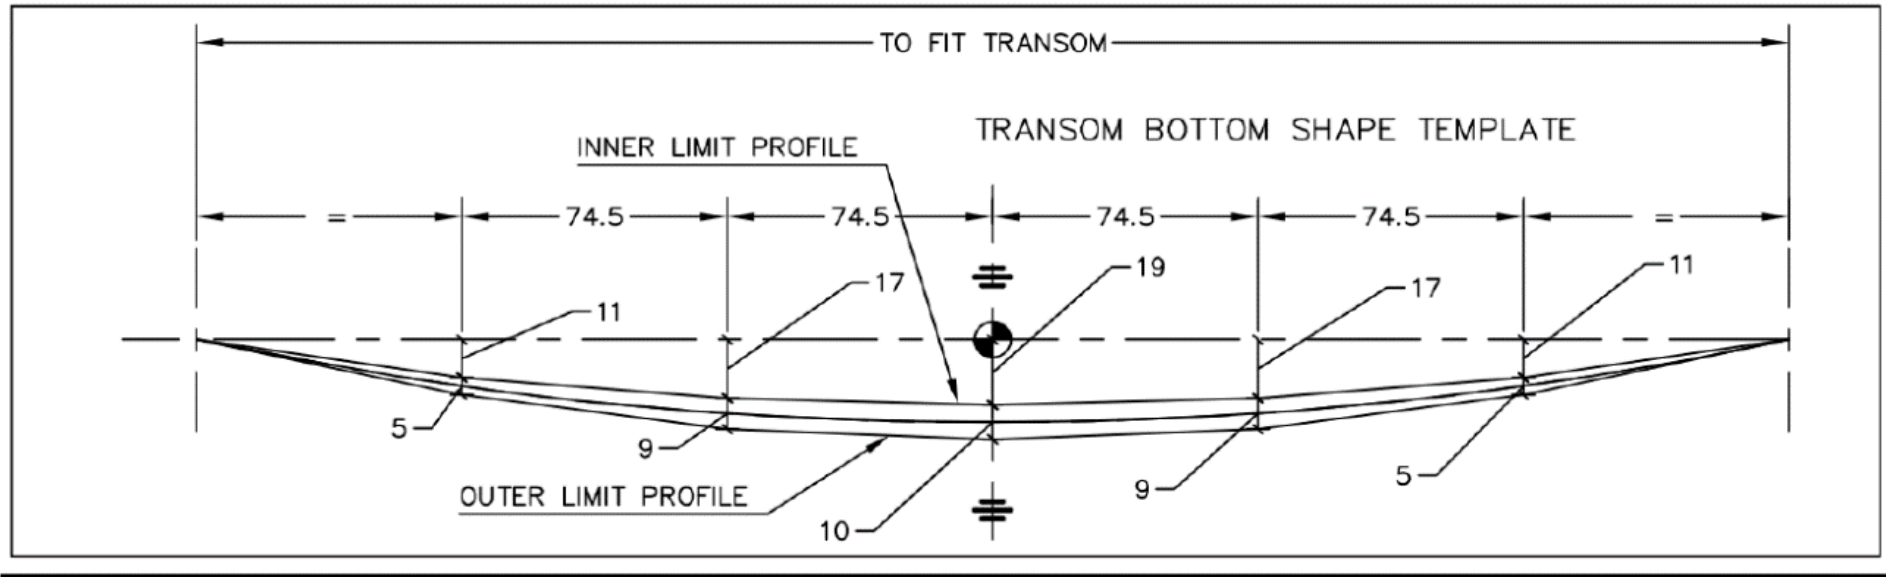 TO FIT TRANSOM
TRANSOM BOTTOM SHAPE TEMPLATE
INNER LIMIT PROFILE
= 74.5 74.5 74.5 74.5 =
19
11
17
17
11
5
9
5
9
OUTER LIMIT PROFILE
10